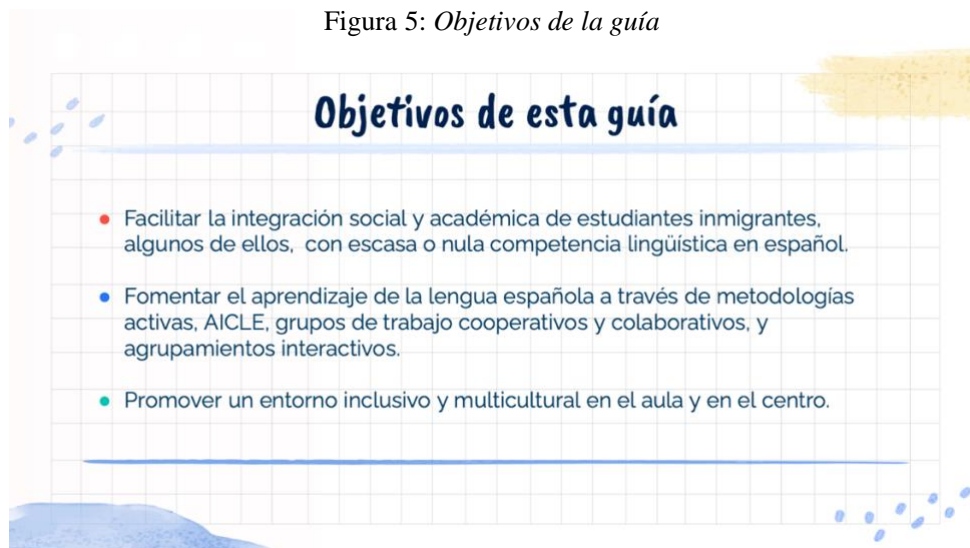 Figura 5: Objetivos de la guía
Objetivos de esta guía
Facilitar la integración social y académica de estudiantes inmigrantes,
algunos de ellos,  con escasa o nula competencia lingüística en español.
Fomentar el aprendizaje de la lengua española a través de metodologías
activas, AICLE, grupos de trabajo cooperativos y colaborativos, y
agrupamientos interactivos.
Promover un entorno inclusivo y multicultural en el aula y en el centro.